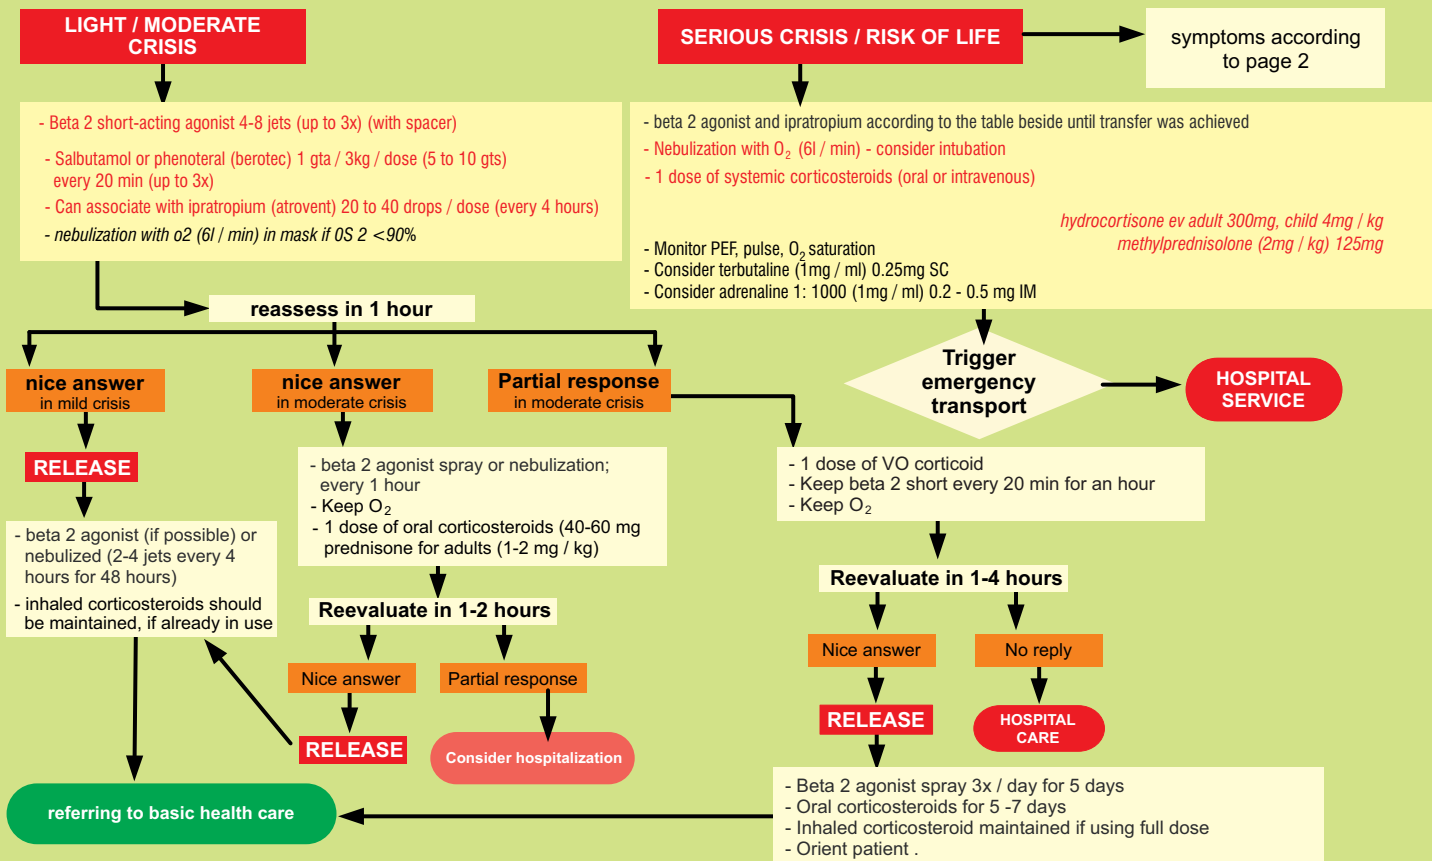 LIGHT / MODERATE
CRISIS
SERIOUS CRISIS / RISK OF LIFE
symptoms according
to page 2
- Beta 2 short-acting agonist 4-8 jets (up to 3x) (with spacer)
- Salbutamol or phenoteral (berotec) 1 gta / 3kg / dose (5 to 10 gts)
every 20 min (up to 3x)
- Can associate with ipratropium (atrovent) 20 to 40 drops / dose (every 4 hours)
- nebulization with o2 (6l / min) in mask if 0S 2 <90%
- beta 2 agonist and ipratropium according to the table beside until transfer was achieved
- Nebulization with O2 (6l / min) - consider intubation
- 1 dose of systemic corticosteroids (oral or intravenous)
hydrocortisone ev adult 300mg, child 4mg / kg
methylprednisolone (2mg / kg) 125mg
- Monitor PEF, pulse, O2 saturation
- Consider terbutaline (1mg / ml) 0.25mg SC
- Consider adrenaline 1: 1000 (1mg / ml) 0.2 - 0.5 mg IM
reassess in 1 hour
nice answer
in mild crisis
nice answer
in moderate crisis
Partial response
in moderate crisis
Trigger
emergency
transport
HOSPITAL
SERVICE
RELEASE
- beta 2 agonist spray or nebulization;
every 1 hour
- Keep O2
- 1 dose of oral corticosteroids (40-60 mg
prednisone for adults (1-2 mg / kg)
- 1 dose of VO corticoid
- Keep beta 2 short every 20 min for an hour
- Keep O2
- beta 2 agonist (if possible) or
nebulized (2-4 jets every 4
hours for 48 hours)
- inhaled corticosteroids should
be maintained, if already in use
Reevaluate in 1-2 hours
Reevaluate in 1-4 hours
Nice answer
Partial response
Nice answer
No reply
RELEASE
Consider hospitalization
RELEASE
HOSPITAL
CARE
referring to basic health care
- Beta 2 agonist spray 3x / day for 5 days
- Oral corticosteroids for 5 -7 days
- Inhaled corticosteroid maintained if using full dose
- Orient patient .